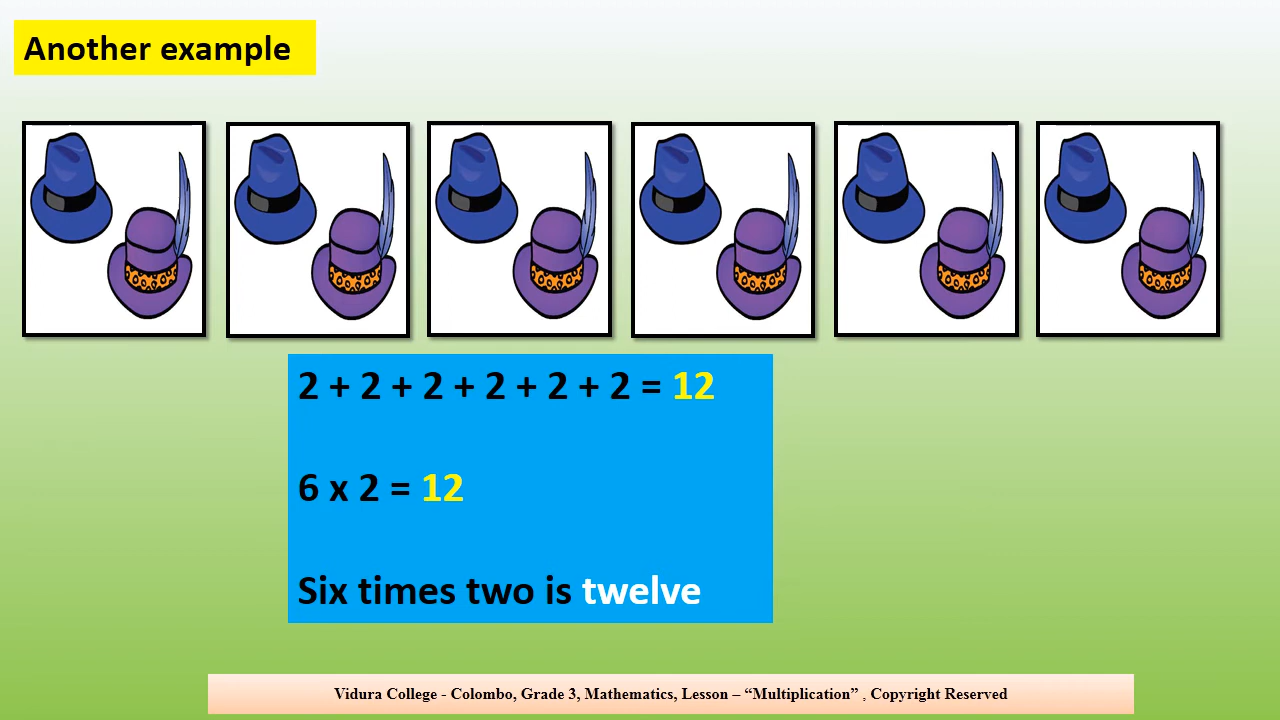 Another example
2 + 2 + 2 + 2 + 2 + 2 = 12
6 x 2 = 12
Six times two is twelve
Vidura College - Colombo, Grade 3, Mathematics, Lesson – “Multiplication” , Copyright Reserved